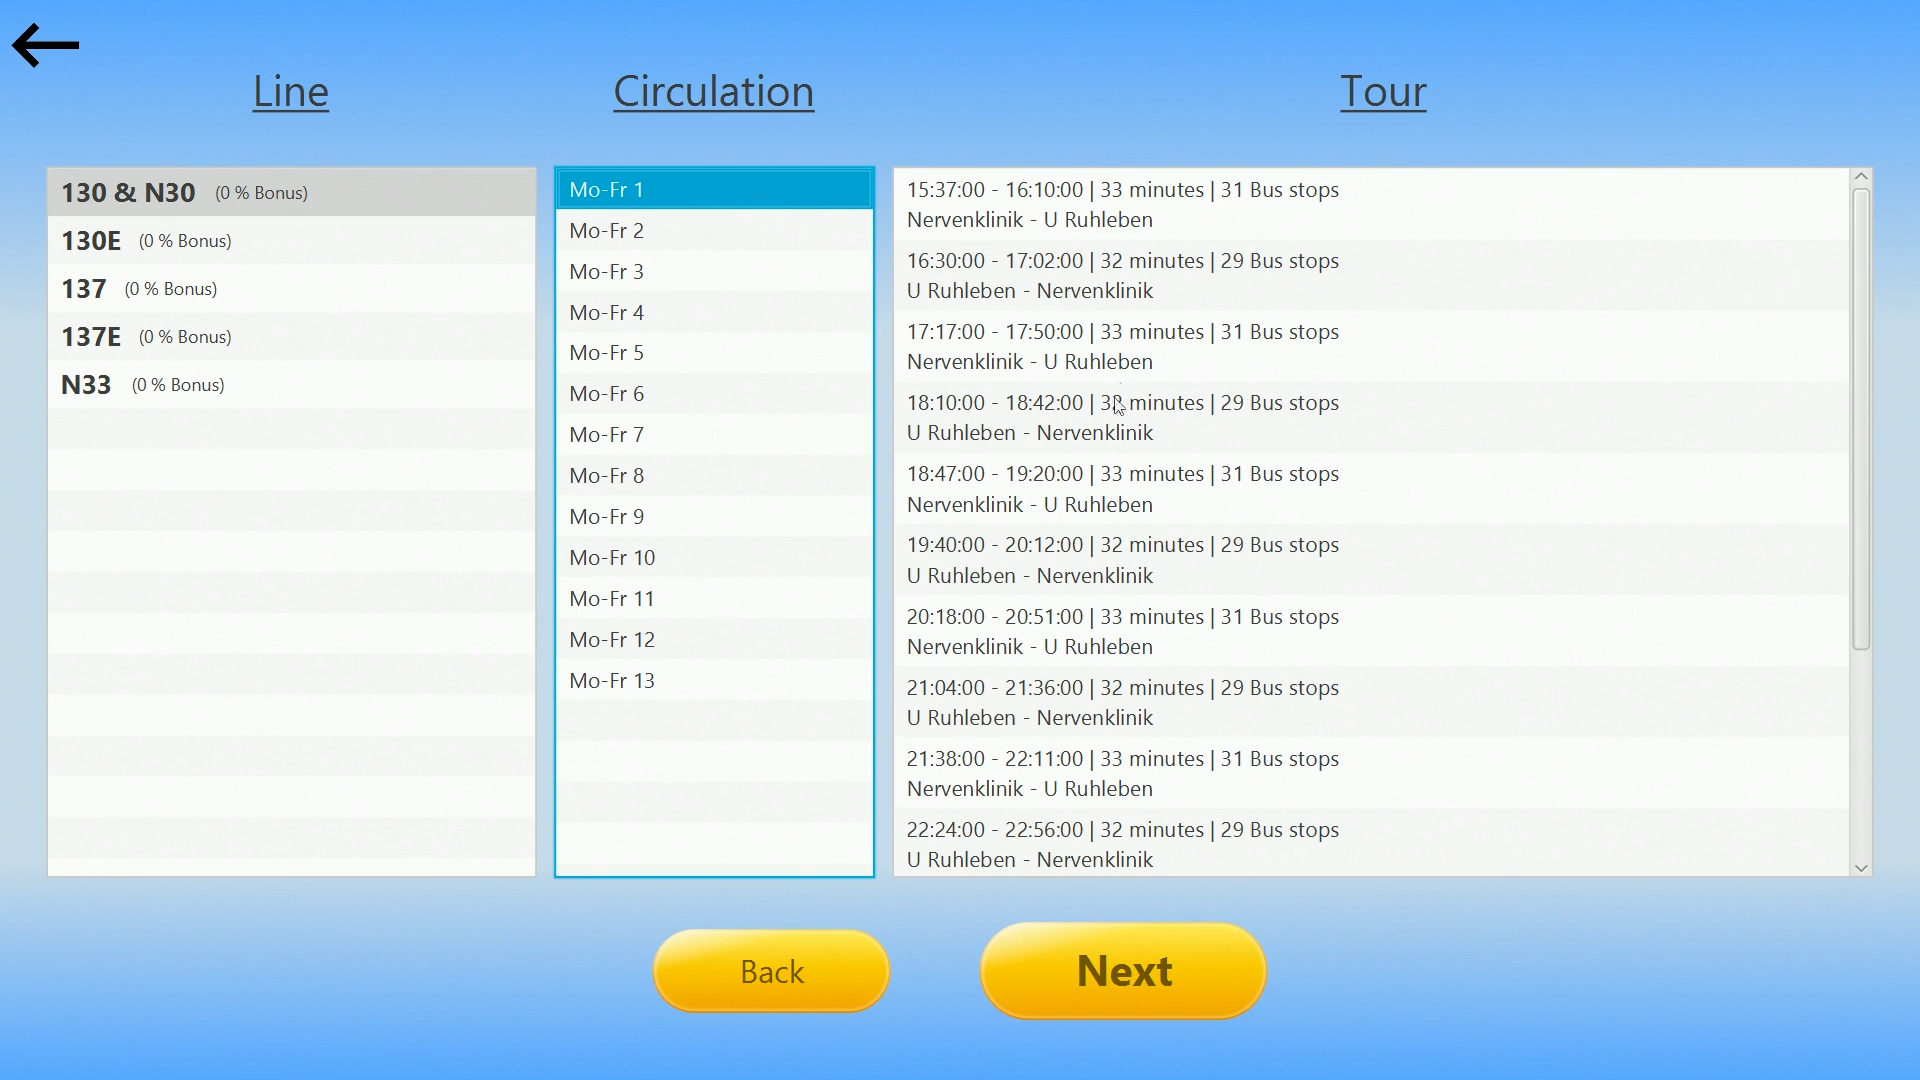 Line
Circulation
Tour
130 & N30 (0 % Bonus)
130E (0 % Bonus)
137 (0 % Bonus)
137E (0 % Bonus)
N33 (0 % Bonus)
Mo-Fr 1
Mo-Fr 2
Mo-Fr 3
Mo-Fr 4
Mo-Fr 5
Mo-Fr 6
Mo-Fr 7
Mo-Fr 8
Mo-Fr 9
Mo-Fr 10
Mo-Fr 11
Mo-Fr 12
Mo-Fr 13
15:37:00 - 16:10:00 | 33 minutes | 31 Bus stops
Nervenklinik - U Ruhleben
16:30:00 - 17:02:00 | 32 minutes | 29 Bus stops
U Ruhleben - Nervenklinik
17:17:00 - 17:50:00 | 33 minutes | 31 Bus stops
Nervenklinik - U Ruhleben
18:10:00 - 18:42:00 | 32 minutes | 29 Bus stops
U Ruhleben - Nervenklinik
18:47:00 - 19:20:00 | 33 minutes | 31 Bus stops
Nervenklinik - U Ruhleben
19:40:00 - 20:12:00 | 32 minutes | 29 Bus stops
U Ruhleben - Nervenklinik
20:18:00 - 20:51:00 | 33 minutes | 31 Bus stops
Nervenklinik - U Ruhleben
21:04:00 - 21:36:00 | 32 minutes | 29 Bus stops
U Ruhleben - Nervenklinik
21:38:00 - 22:11:00 | 33 minutes | 31 Bus stops
Nervenklinik - U Ruhleben
22:24:00 - 22:56:00 | 32 minutes | 29 Bus stops
U Ruhleben - Nervenklinik
Back
Next